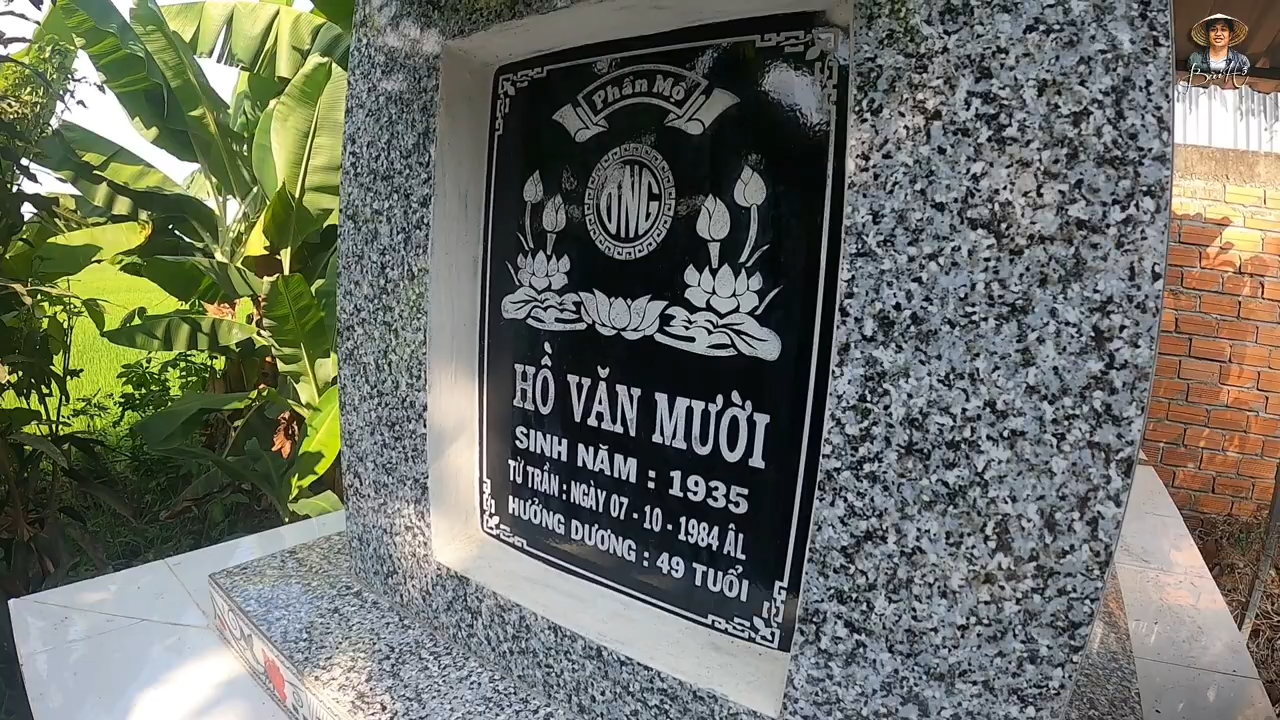 Phần Mộ
ÔNG
HỒ VĂN MƯỜI
SINH NĂM : 1935
TỪ TRẦN : NGÀY 07 - 10 - 1984 ÂL
HƯỞNG DƯƠNG : 49 TUỔI